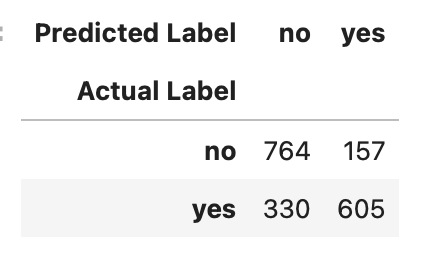 Predicted Label no yes
Actual Label
no 764 157
yes 330 605